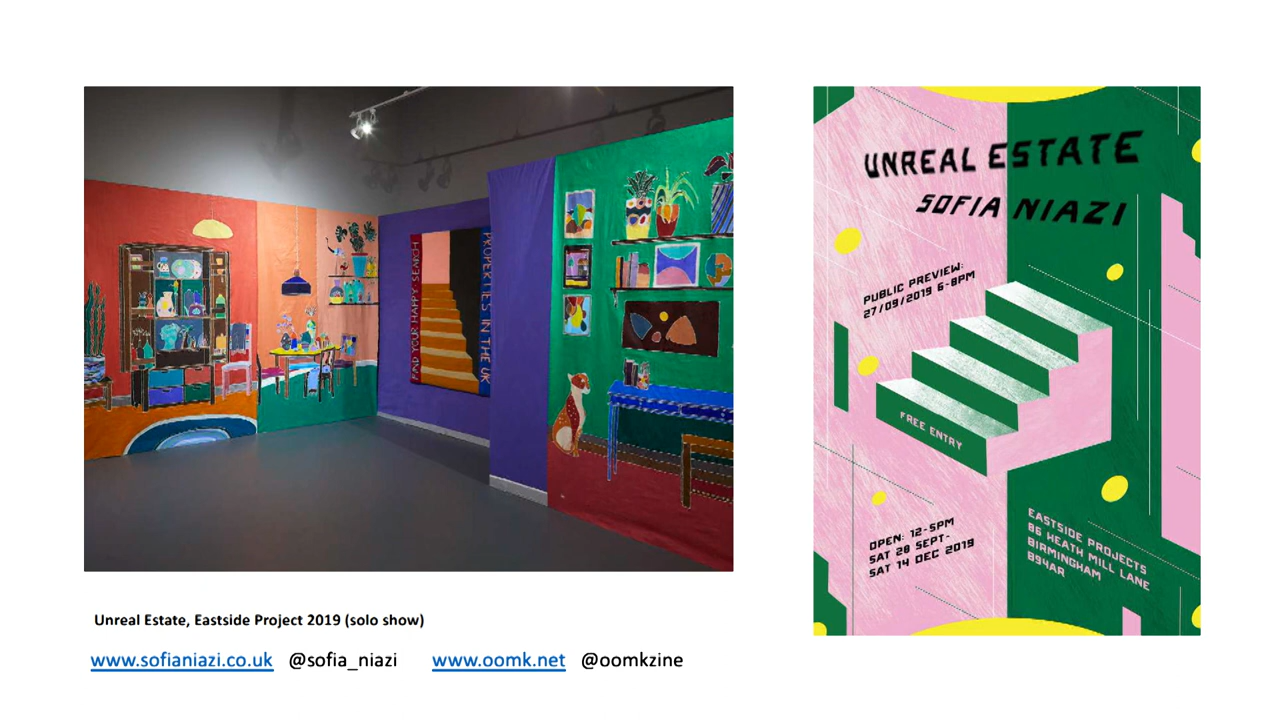 FIND YOUR HAPPY SEARCH
PROPERTIES IN THE UK
Unreal Estate, Eastside Project 2019 (solo show)
www.sofianiazi.co.uk @sofia_niazi www.oomk.net @oomkzine
UNREAL ESTATE
SOFIA NIAZI
PUBLIC PREVIEW:
27/09/2019 6-8PM
FREE ENTRY
OPEN: 12-5PM
SAT 28 SEPT-
SAT 14 DEC 2019
EASTSIDE PROJECTS
86 HEATH MILL LANE
BIRMINGHAM
B94AR